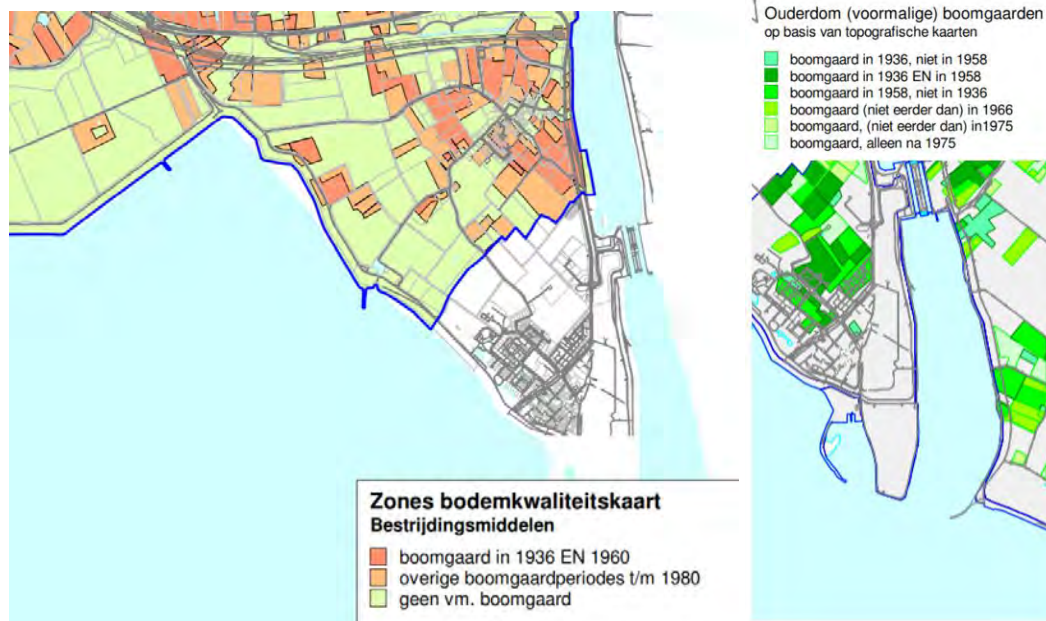 Zones bodemkwaliteitskaart
Bestrijdingsmiddelen
boomgaard in 1936 EN 1960
overige boomgaardperiodes t/m 1980
geen vm. boomgaard
Ouderdom (voormalige) boomgaarden
op basis van topografische kaarten
boomgaard in 1936, niet in 1958
boomgaard in 1936 EN in 1958
boomgaard in 1958, niet in 1936
boomgaard (niet eerder dan) in 1966
boomgaard, (niet eerder dan) in1975
boomgaard, alleen na 1975